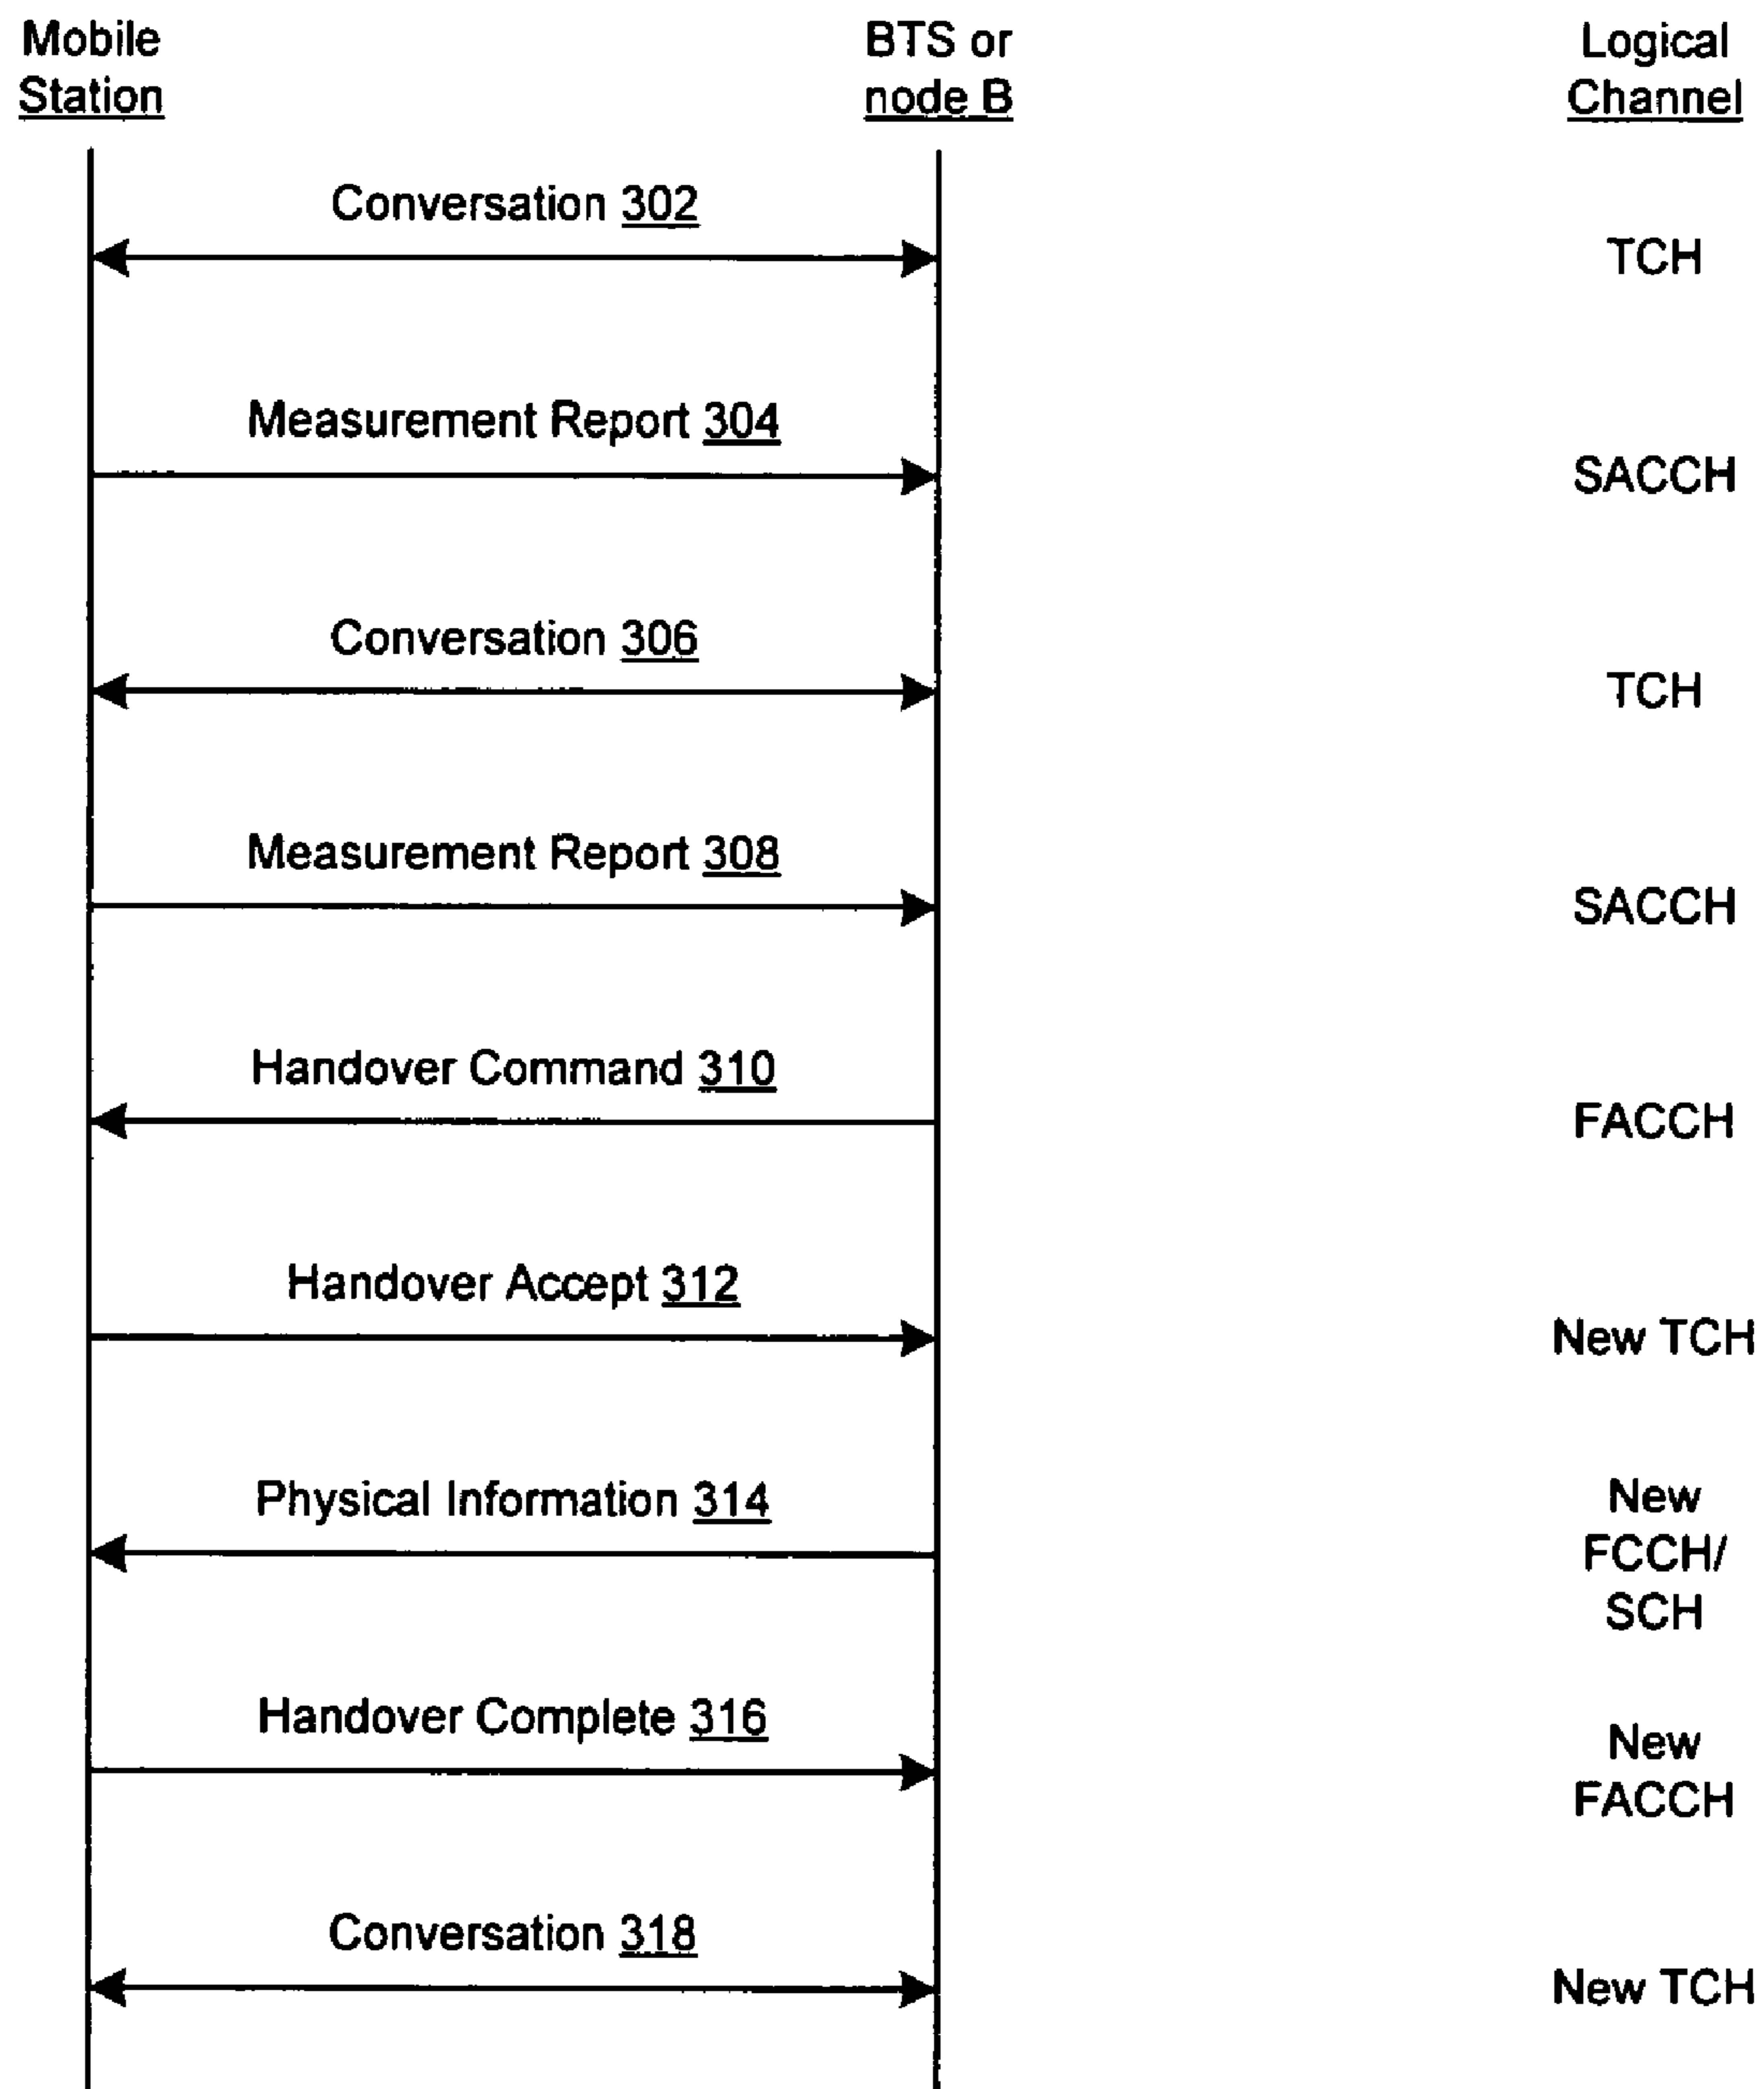 Mobile
Station
BTS or
node B
Logical
Channel
Conversation 302
TCH
Measurement Report 304
SACCH
Conversation 306
TCH
Measurement Report 308
SACCH
Handover Command 310
FACCH
Handover Accept 312
New TCH
Physical Information 314
New
FCCH/
SCH
Handover Complete 316
New
FACCH
Conversation 318
New TCH